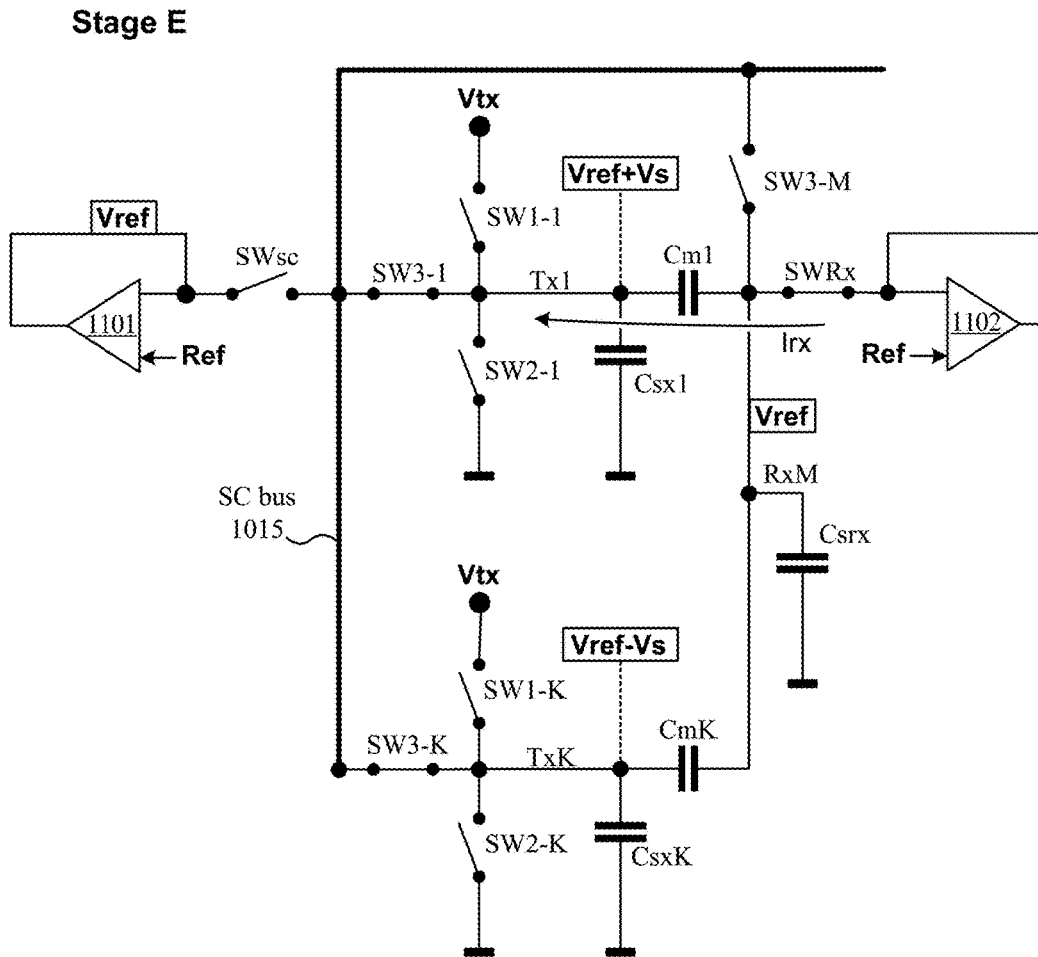 Stage E
Vtx
Vref+Vs
SW3-M
Vref
SW1-1
SWsc
SW3-1
Tx1
Cm1
SWRx
1101
1102
Ref
SW2-1
Csx1
Irx
Ref
Vref
RxM
SC bus
1015
Csrx
Vtx
Vref-Vs
SW1-K
CmK
SW3-K
TxK
SW2-K
CsxK